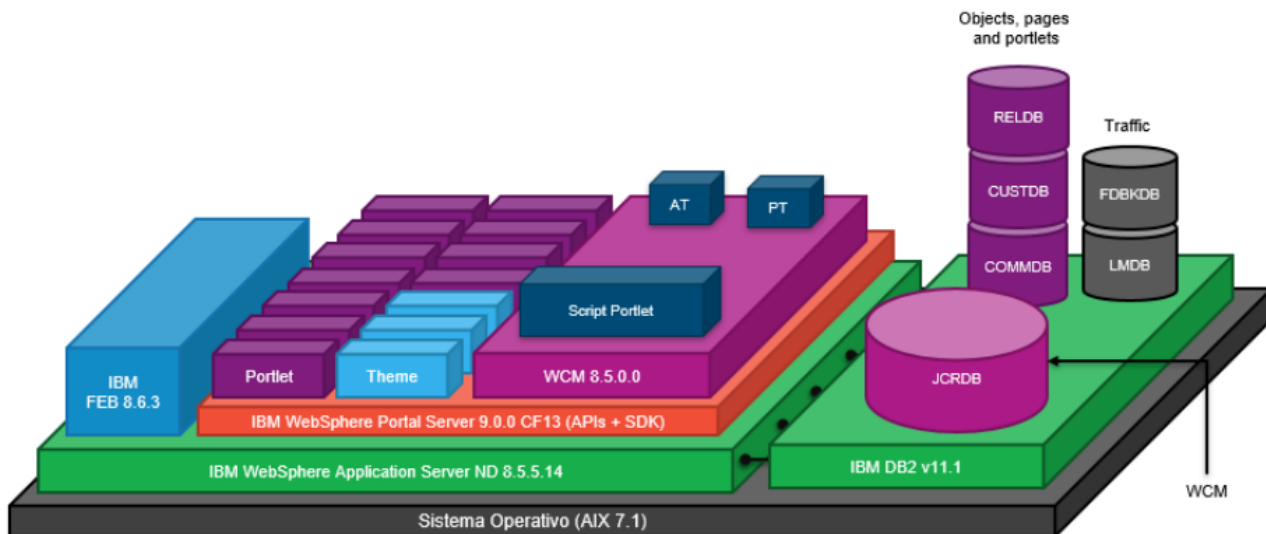 Objects, pages
and portlets
RELDB
Traffic
CUSTDB
FDBKDB
COMMDB
LMDB
AT
PT
Script Portlet
IBM
FEB 8.6.3
Portlet
Theme
WCM 8.5.0.0
JCRDB
IBM WebSphere Portal Server 9.0.0 CF13 (APIs + SDK)
IBM WebSphere Application Server ND 8.5.5.14
IBM DB2 v11.1
WCM
Sistema Operativo (AIX 7.1)